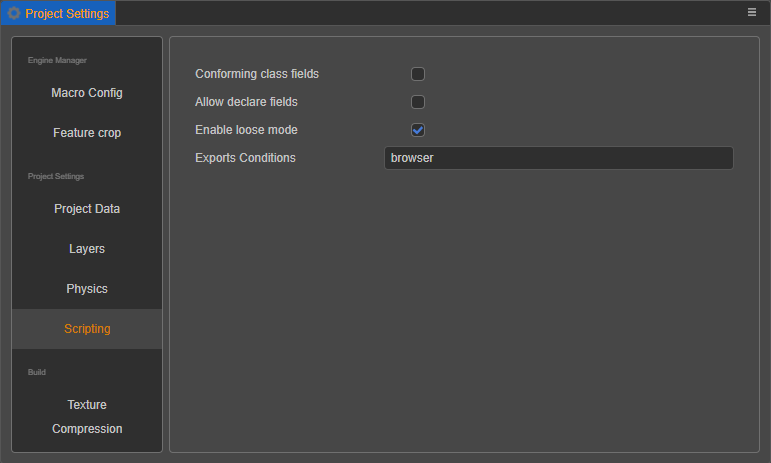 Project Settings
Engine Manager
Macro Config
Feature crop
Project Settings
Project Data
Layers
Physics
Scripting
Build
Texture
Compression
Conforming class fields
Allow declare fields
Enable loose mode
Exports Conditions
browser